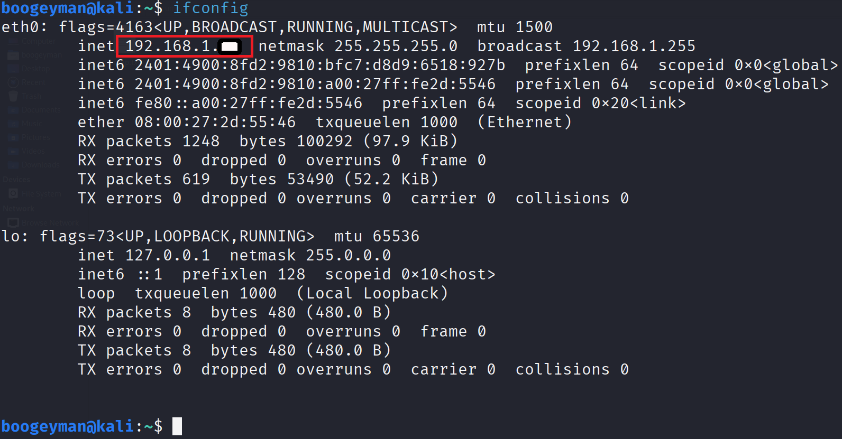 boogeyman@kali:~$ ifconfig
eth0: flags=4163<UP,BROADCAST,RUNNING,MULTICAST>  mtu 1500
        inet 192.168.1.  netmask 255.255.255.0  broadcast 192.168.1.255
        inet6 2401:4900:8fd2:9810:bfc7:d8d9:6518:927b  prefixlen 64  scopeid 0×0<global>
        inet6 2401:4900:8fd2:9810:a00:27ff:fe2d:5546  prefixlen 64  scopeid 0×0<global>
        inet6 fe80::a00:27ff:fe2d:5546  prefixlen 64  scopeid 0×20<link>
        ether 08:00:27:2d:55:46  txqueuelen 1000  (Ethernet)
        RX packets 1248  bytes 100292 (97.9 KiB)
        RX errors 0  dropped 0  overruns 0  frame 0
        TX packets 619  bytes 53490 (52.2 KiB)
        TX errors 0  dropped 0 overruns 0  carrier 0  collisions 0
lo: flags=73<UP,LOOPBACK,RUNNING>  mtu 65536
        inet 127.0.0.1  netmask 255.0.0.0
        inet6 ::1  prefixlen 128  scopeid 0×10<host>
        loop  txqueuelen 1000  (Local Loopback)
        RX packets 8  bytes 480 (480.0 B)
        RX errors 0  dropped 0  overruns 0  frame 0
        TX packets 8  bytes 480 (480.0 B)
        TX errors 0  dropped 0 overruns 0  carrier 0  collisions 0
boogeyman@kali:~$